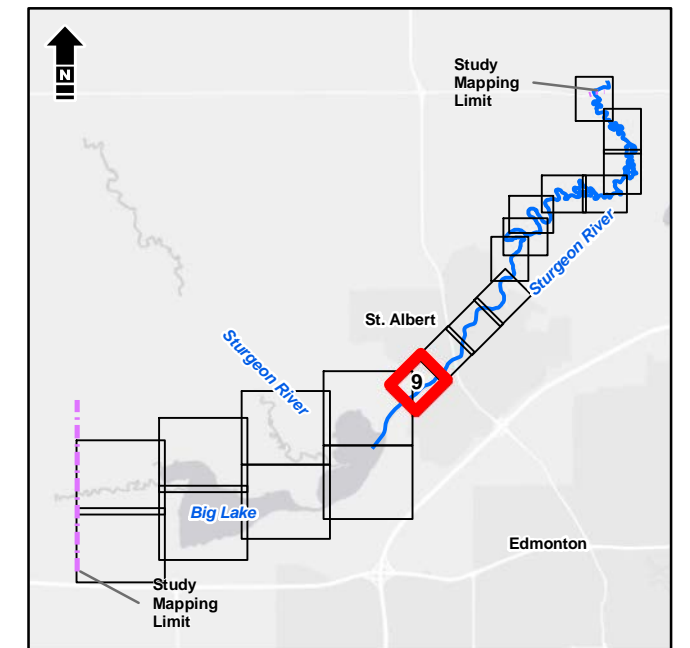 N
Study
Mapping
Limit
Sturgeon River
St. Albert
Sturgeon River
9
Big Lake
Edmonton
Study
Mapping
Limit